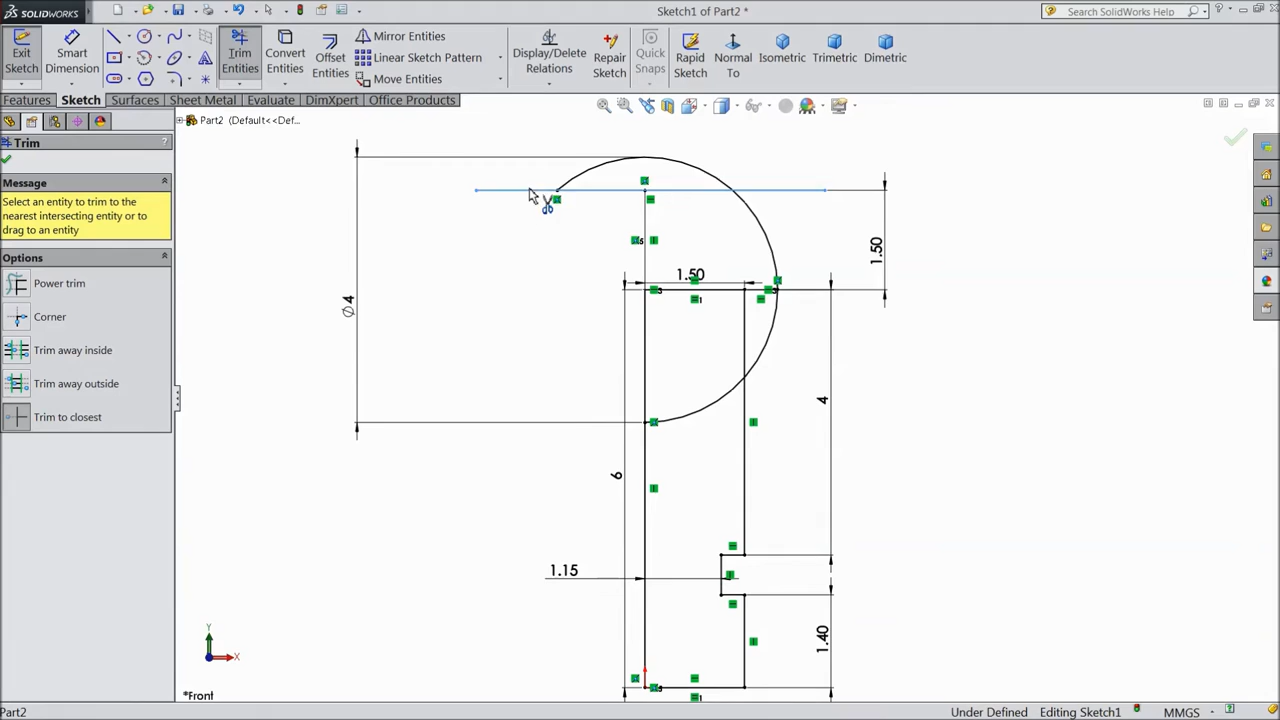 SOLIDWORKS
Sketch1 of Part2 *
Search SolidWorks Help
Exit Sketch
Smart Dimension
Trim Entities
Convert Entities
Offset Entities
Mirror Entities
Linear Sketch Pattern
Move Entities
Display/Delete Relations
Repair Sketch
Quick Snaps
Rapid Sketch
Normal To
Isometric
Trimetric
Dimetric
Features
Sketch
Surfaces
Sheet Metal
Evaluate
DimXpert
Office Products
Part2 (Default<<Def...
Trim
?
Message
Select an entity to trim to the
nearest intersecting entity or to
drag to an entity
Options
Power trim
Corner
Trim away inside
Trim away outside
Trim to closest
Ø4
1.50
1.50
4
6
1.15
1.40
Y
X
*Front
Part2
Under Defined
Editing Sketch1
MMGS